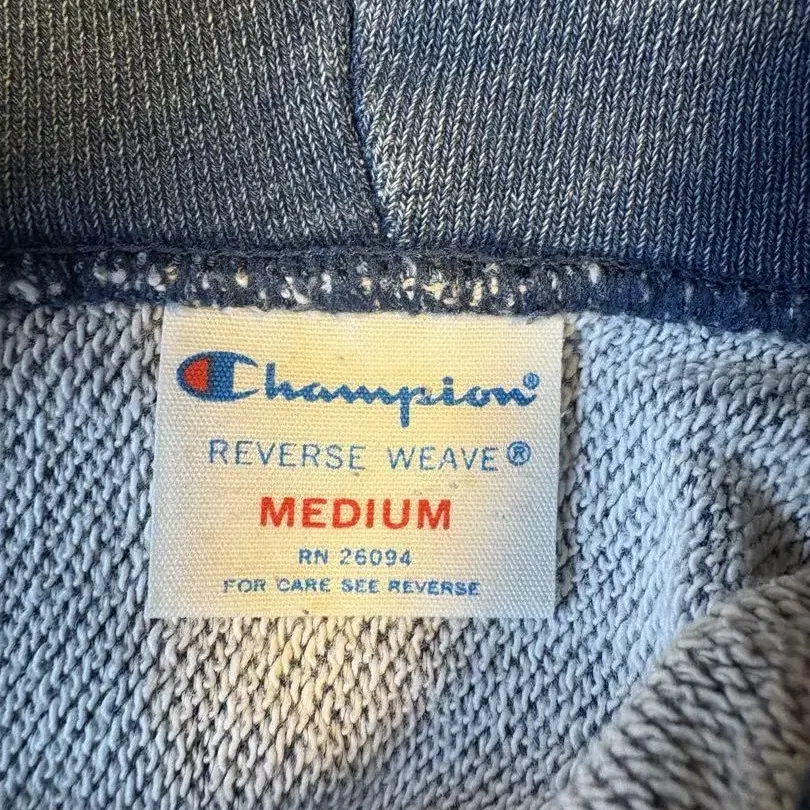 Champion®
REVERSE WEAVE®
MEDIUM
RN 26094
FOR CARE SEE REVERSE